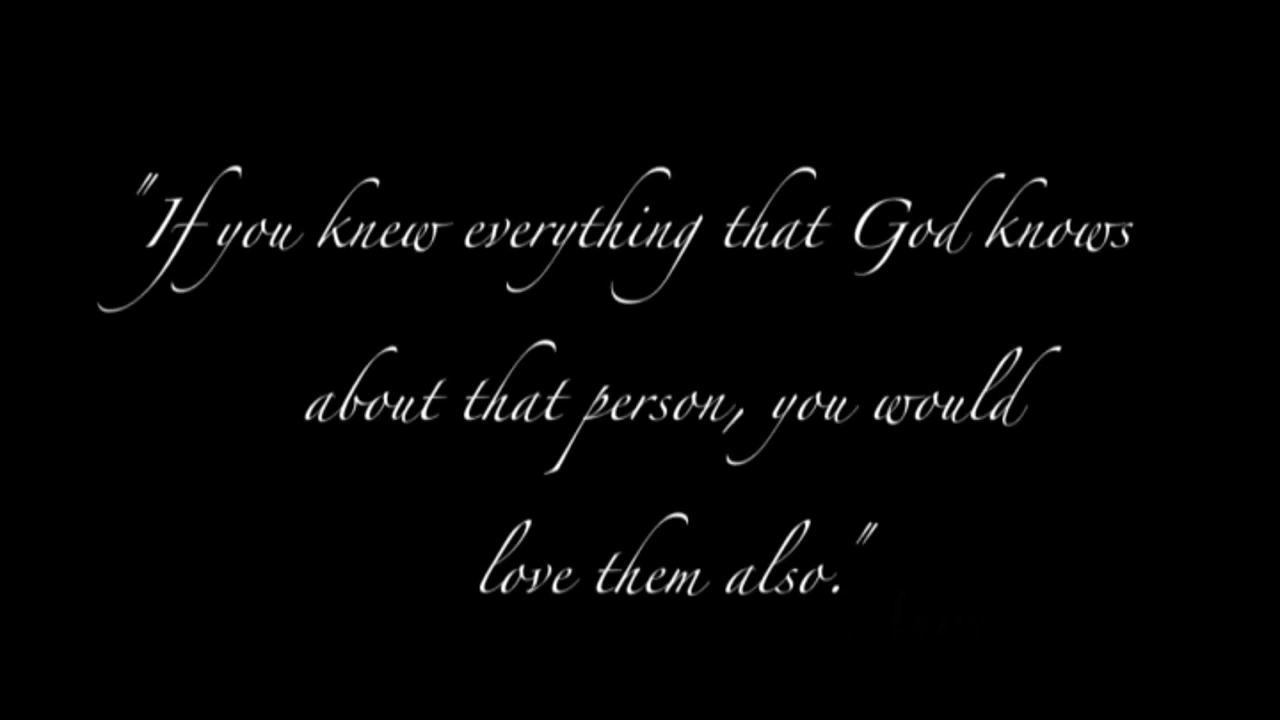 "If you knew everything that God knows
about that person, you would
love them also."